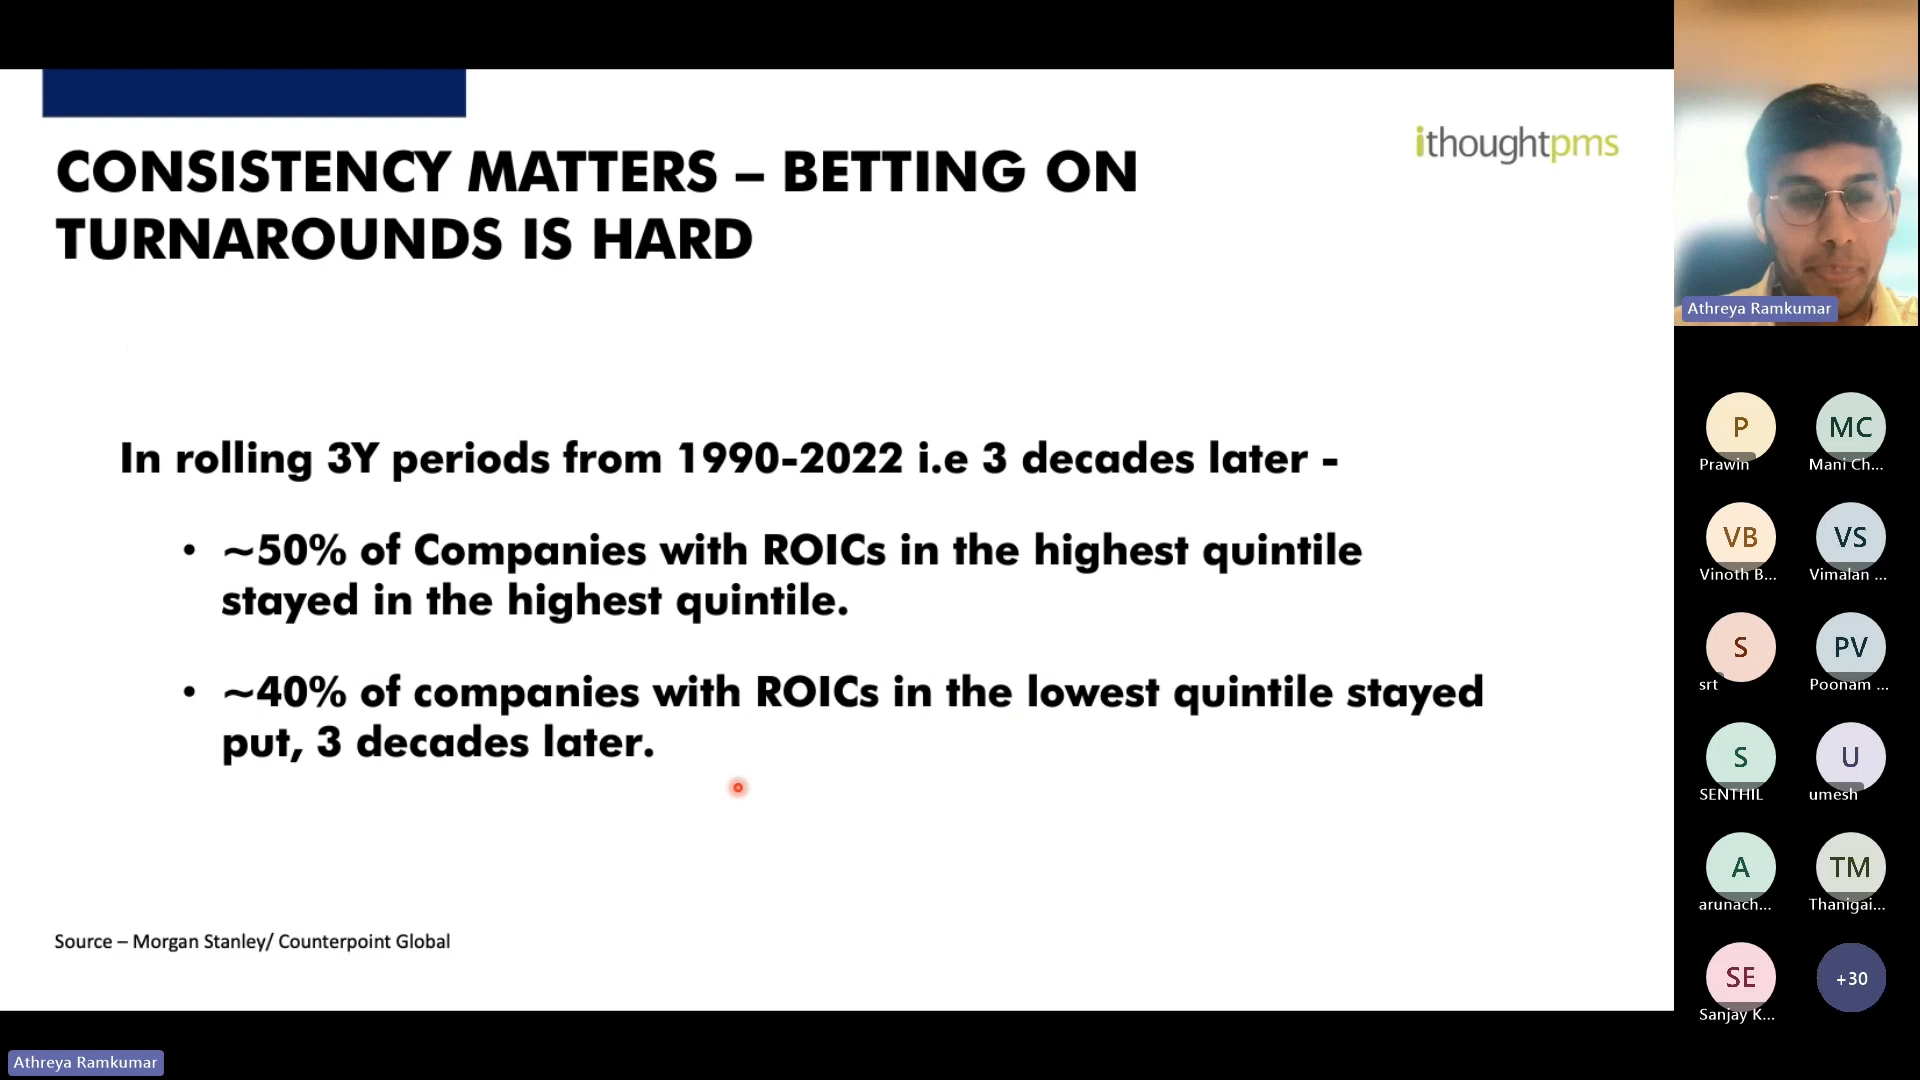 CONSISTENCY MATTERS – BETTING ON
TURNAROUNDS IS HARD
ithoughtpms
In rolling 3Y periods from 1990-2022 i.e 3 decades later -
• ~50% of Companies with ROICs in the highest quintile
stayed in the highest quintile.
• ~40% of companies with ROICs in the lowest quintile stayed
put, 3 decades later.
Source – Morgan Stanley/ Counterpoint Global
Athreya Ramkumar
Athreya Ramkumar
P
Prawin
MC
Mani Ch...
VB
Vinoth B...
VS
Vimalan ...
S
srt
PV
Poonam ...
S
SENTHIL
U
umesh
A
arunach...
TM
Thanigai...
SE
Sanjay K...
+30